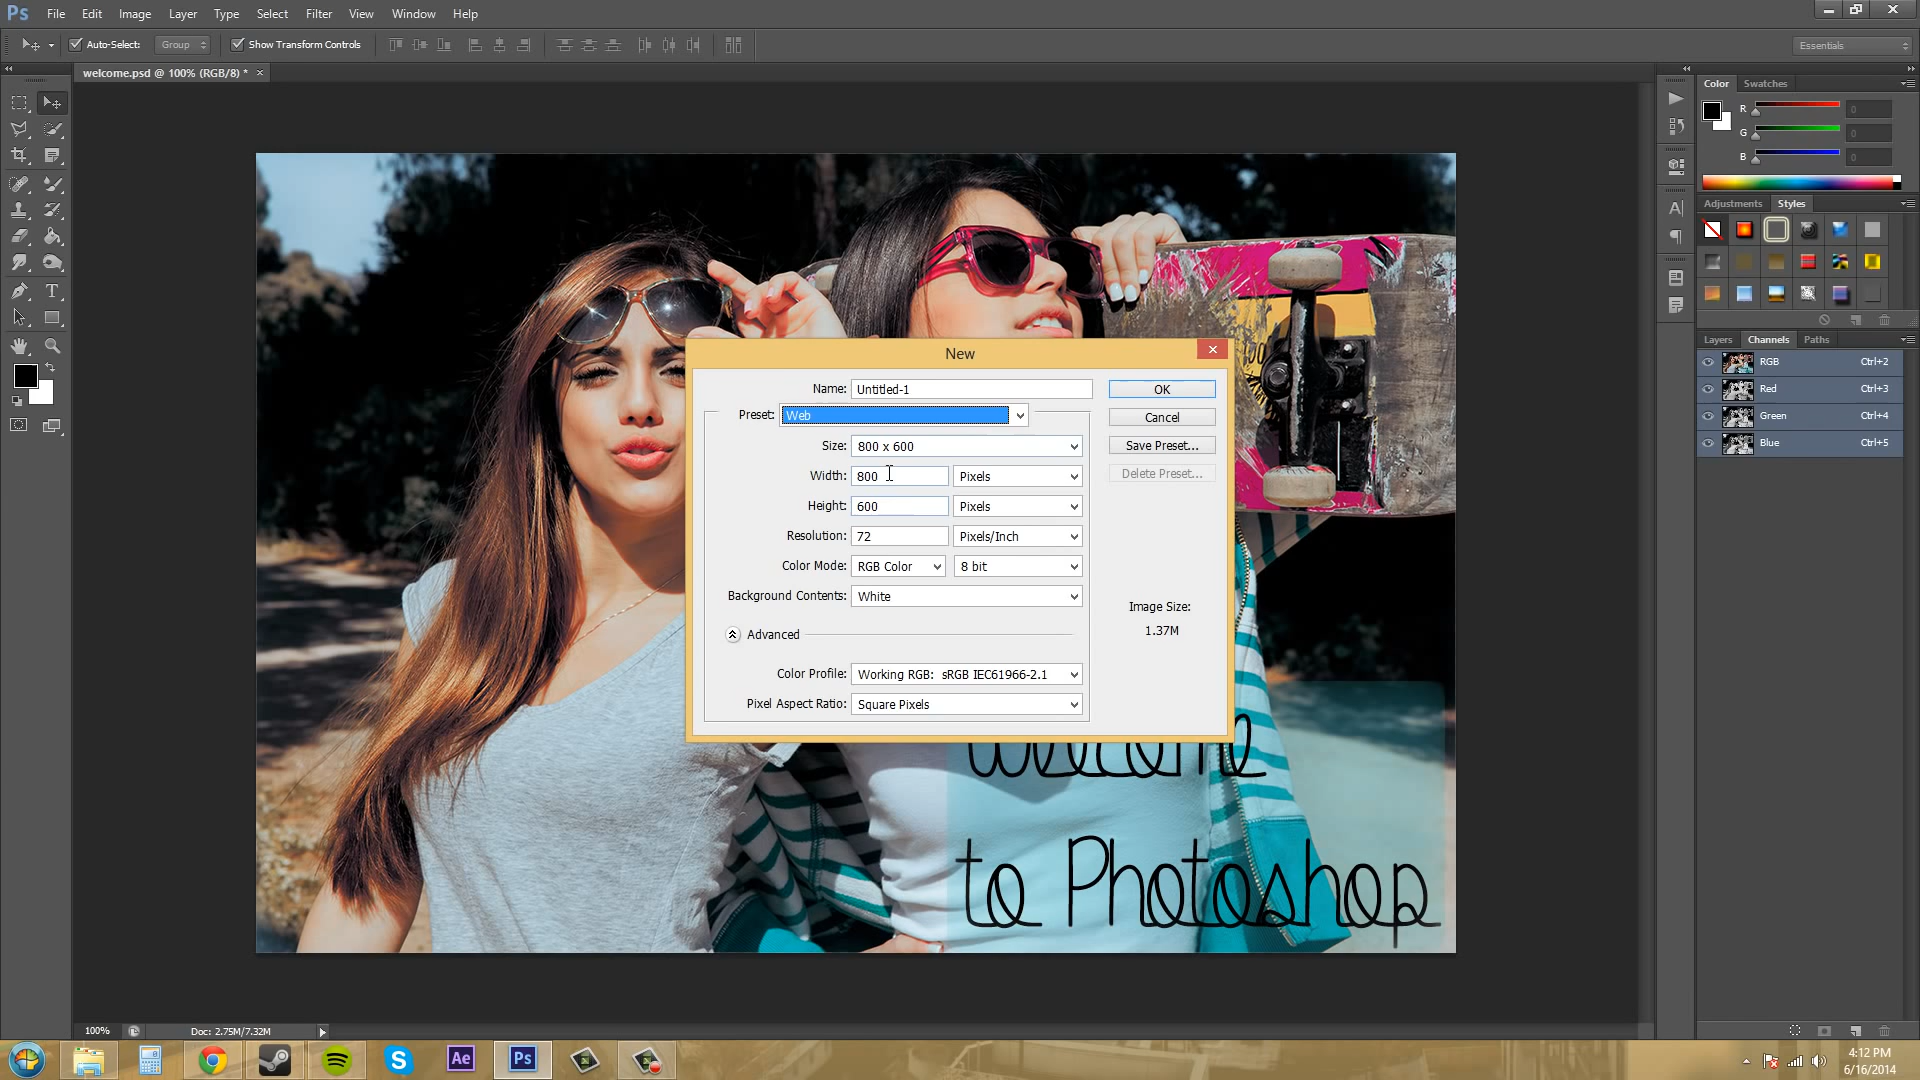 Ps File Edit Image Layer Type Select Filter View Window Help
Auto-Select: Group Show Transform Controls Essentials
welcome.psd @ 100% (RGB/8) * ×
Color Swatches
R 0
G 0
B 0
Adjustments Styles
Layers Channels Paths
RGB Ctrl+2
Red Ctrl+3
Green Ctrl+4
Blue Ctrl+5
New
Name: Untitled-1 OK
Preset: Web Cancel
Size: 800 x 600 Save Preset...
Width: 800 Pixels Delete Preset...
Height: 600 Pixels
Resolution: 72 Pixels/Inch
Color Mode: RGB Color 8 bit
Background Contents: White
Image Size:
1.37M
Advanced
Color Profile: Working RGB: sRGB IEC61966-2.1
Pixel Aspect Ratio: Square Pixels
Welcome
to Photoshop
100% Doc: 2.75M/7.32M
Ae Ps
4:12 PM
6/16/2014